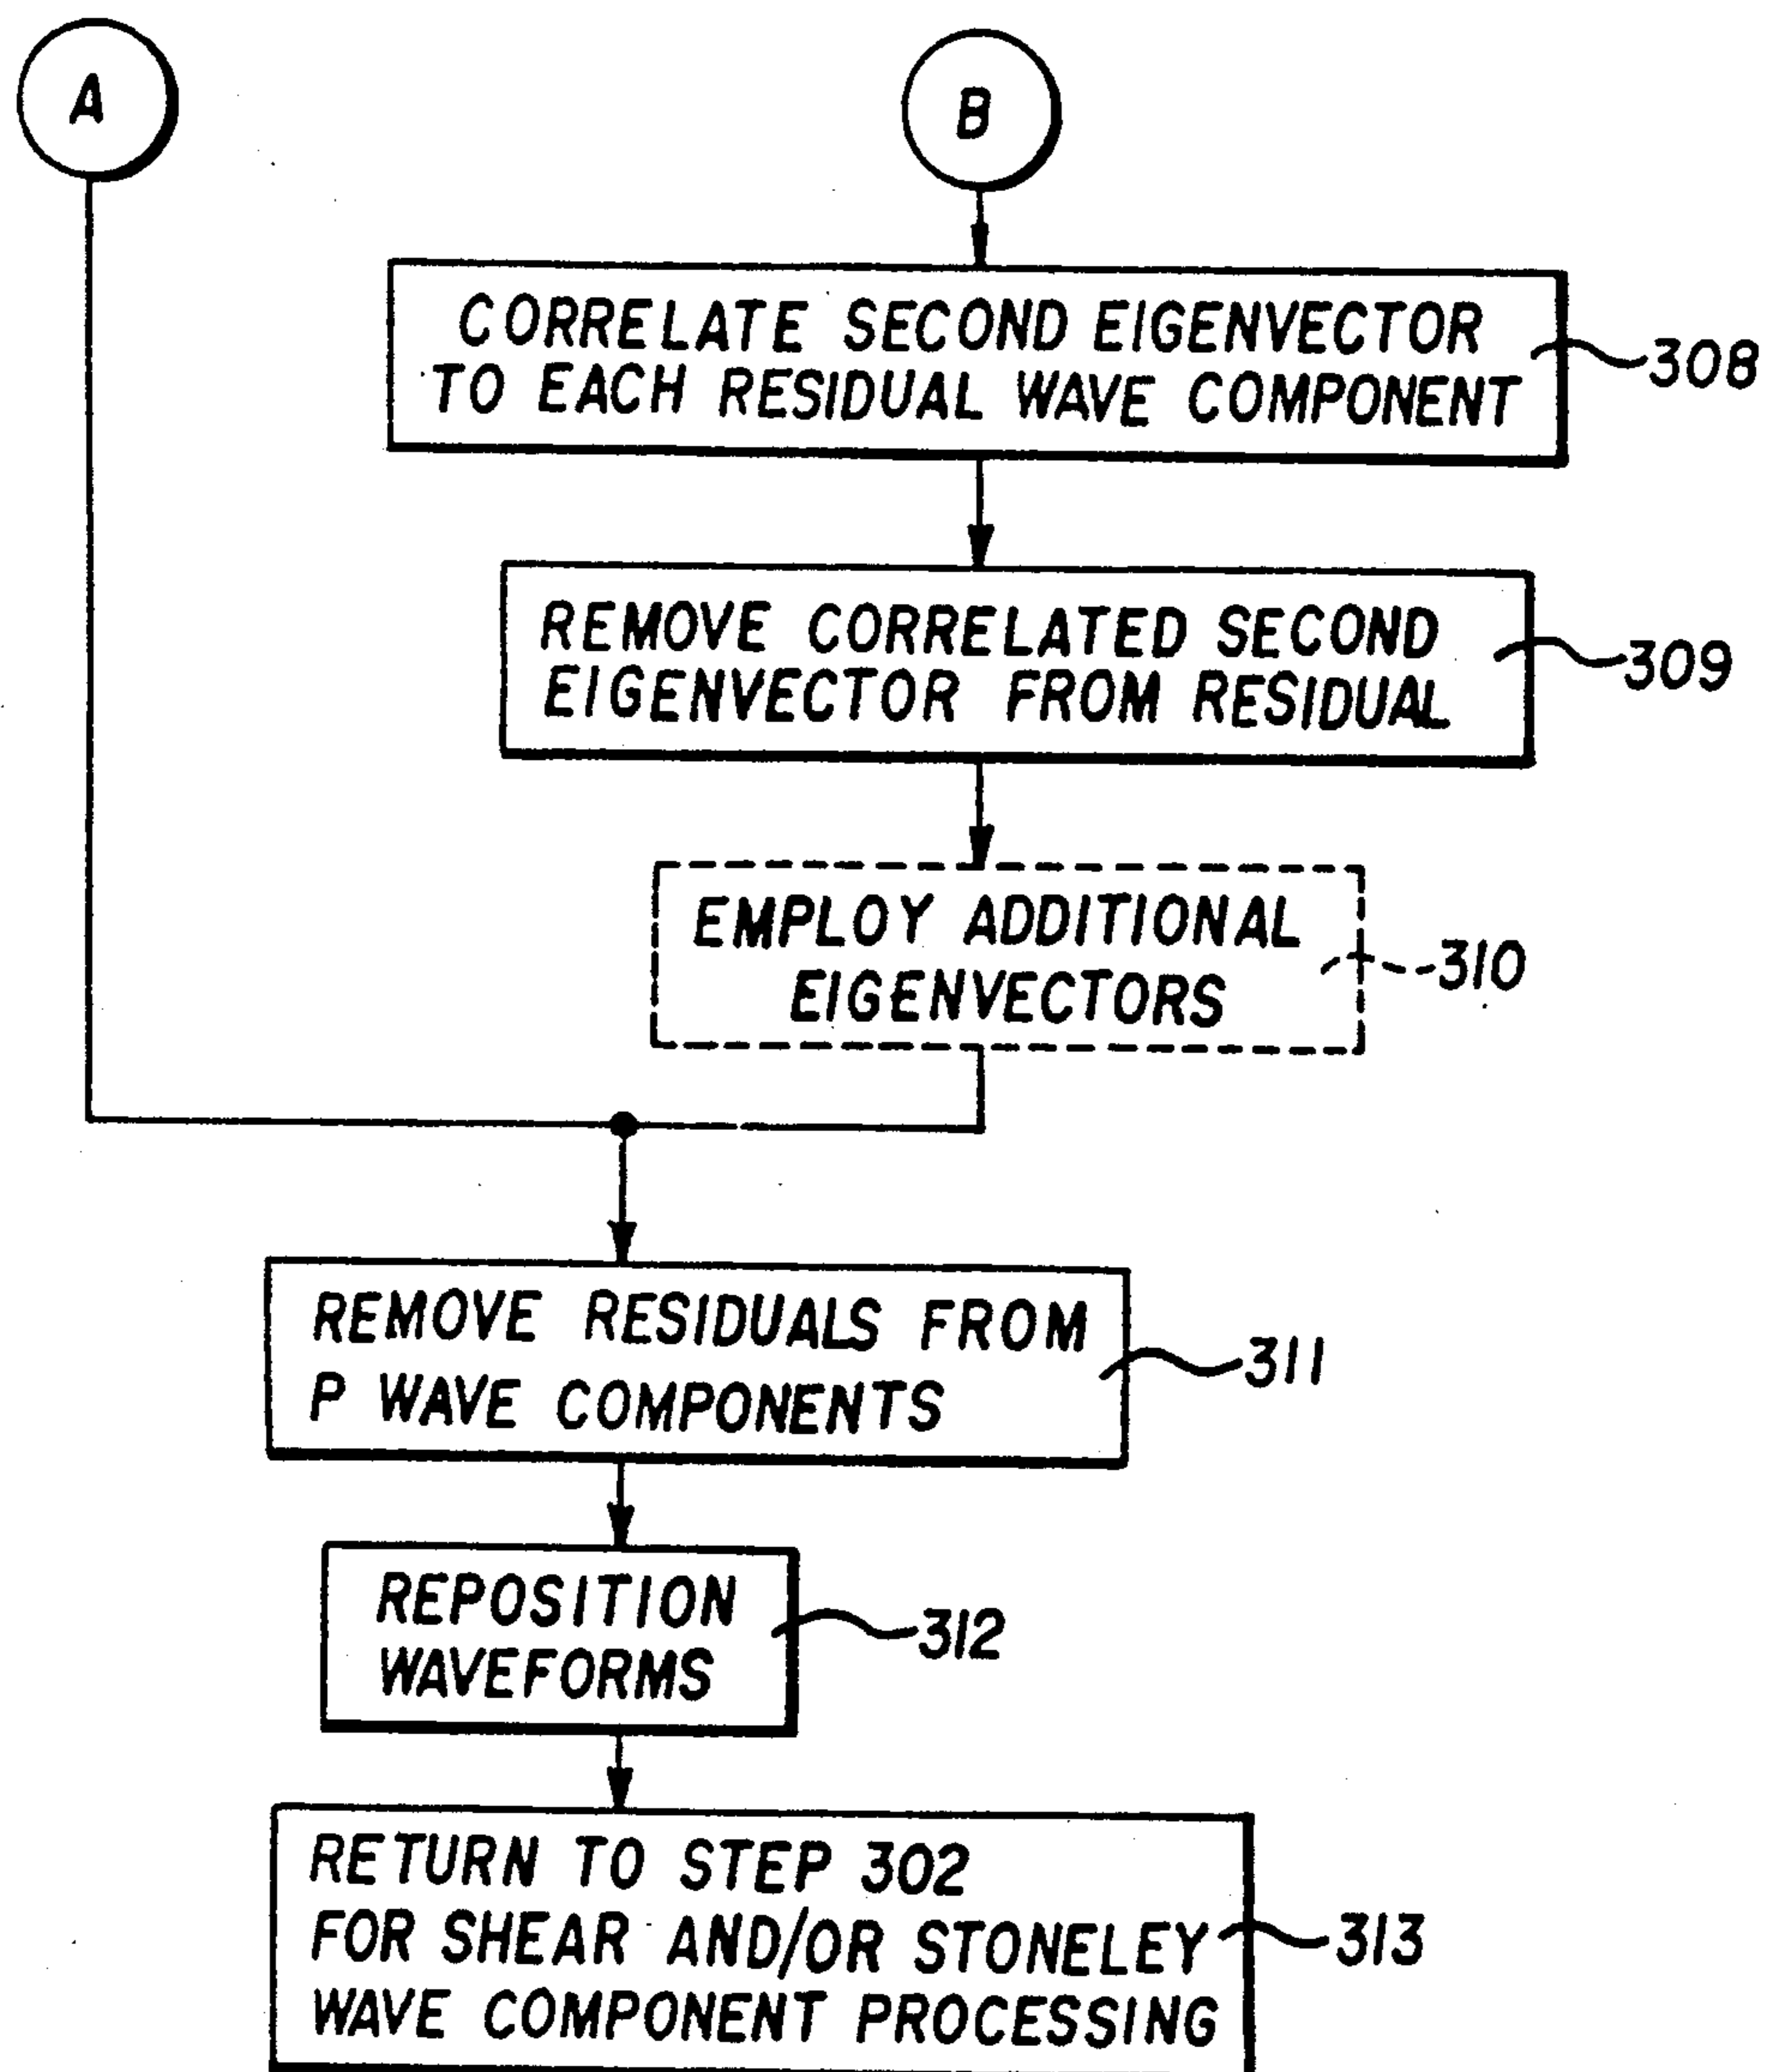 A
B
CORRELATE SECOND EIGENVECTOR
TO EACH RESIDUAL WAVE COMPONENT
308
REMOVE CORRELATED SECOND
EIGENVECTOR FROM RESIDUAL
309
EMPLOY ADDITIONAL
EIGENVECTORS
310
REMOVE RESIDUALS FROM
P WAVE COMPONENTS
311
REPOSITION
WAVEFORMS
312
RETURN TO STEP 302
FOR SHEAR AND/OR STONELEY
WAVE COMPONENT PROCESSING
313